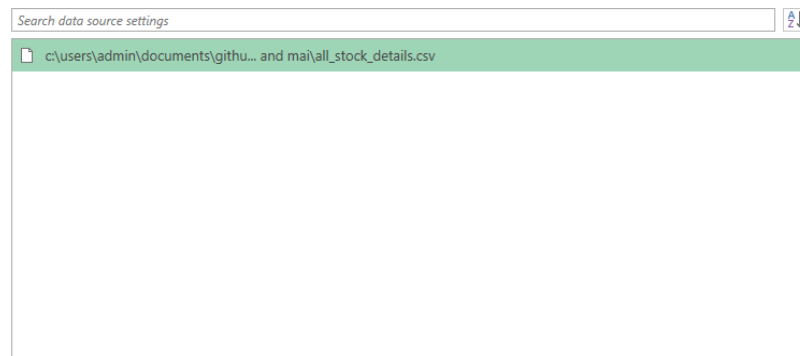 Search data source settings
A
Z
c:\users\admin\documents\githu... and mai\all_stock_details.csv